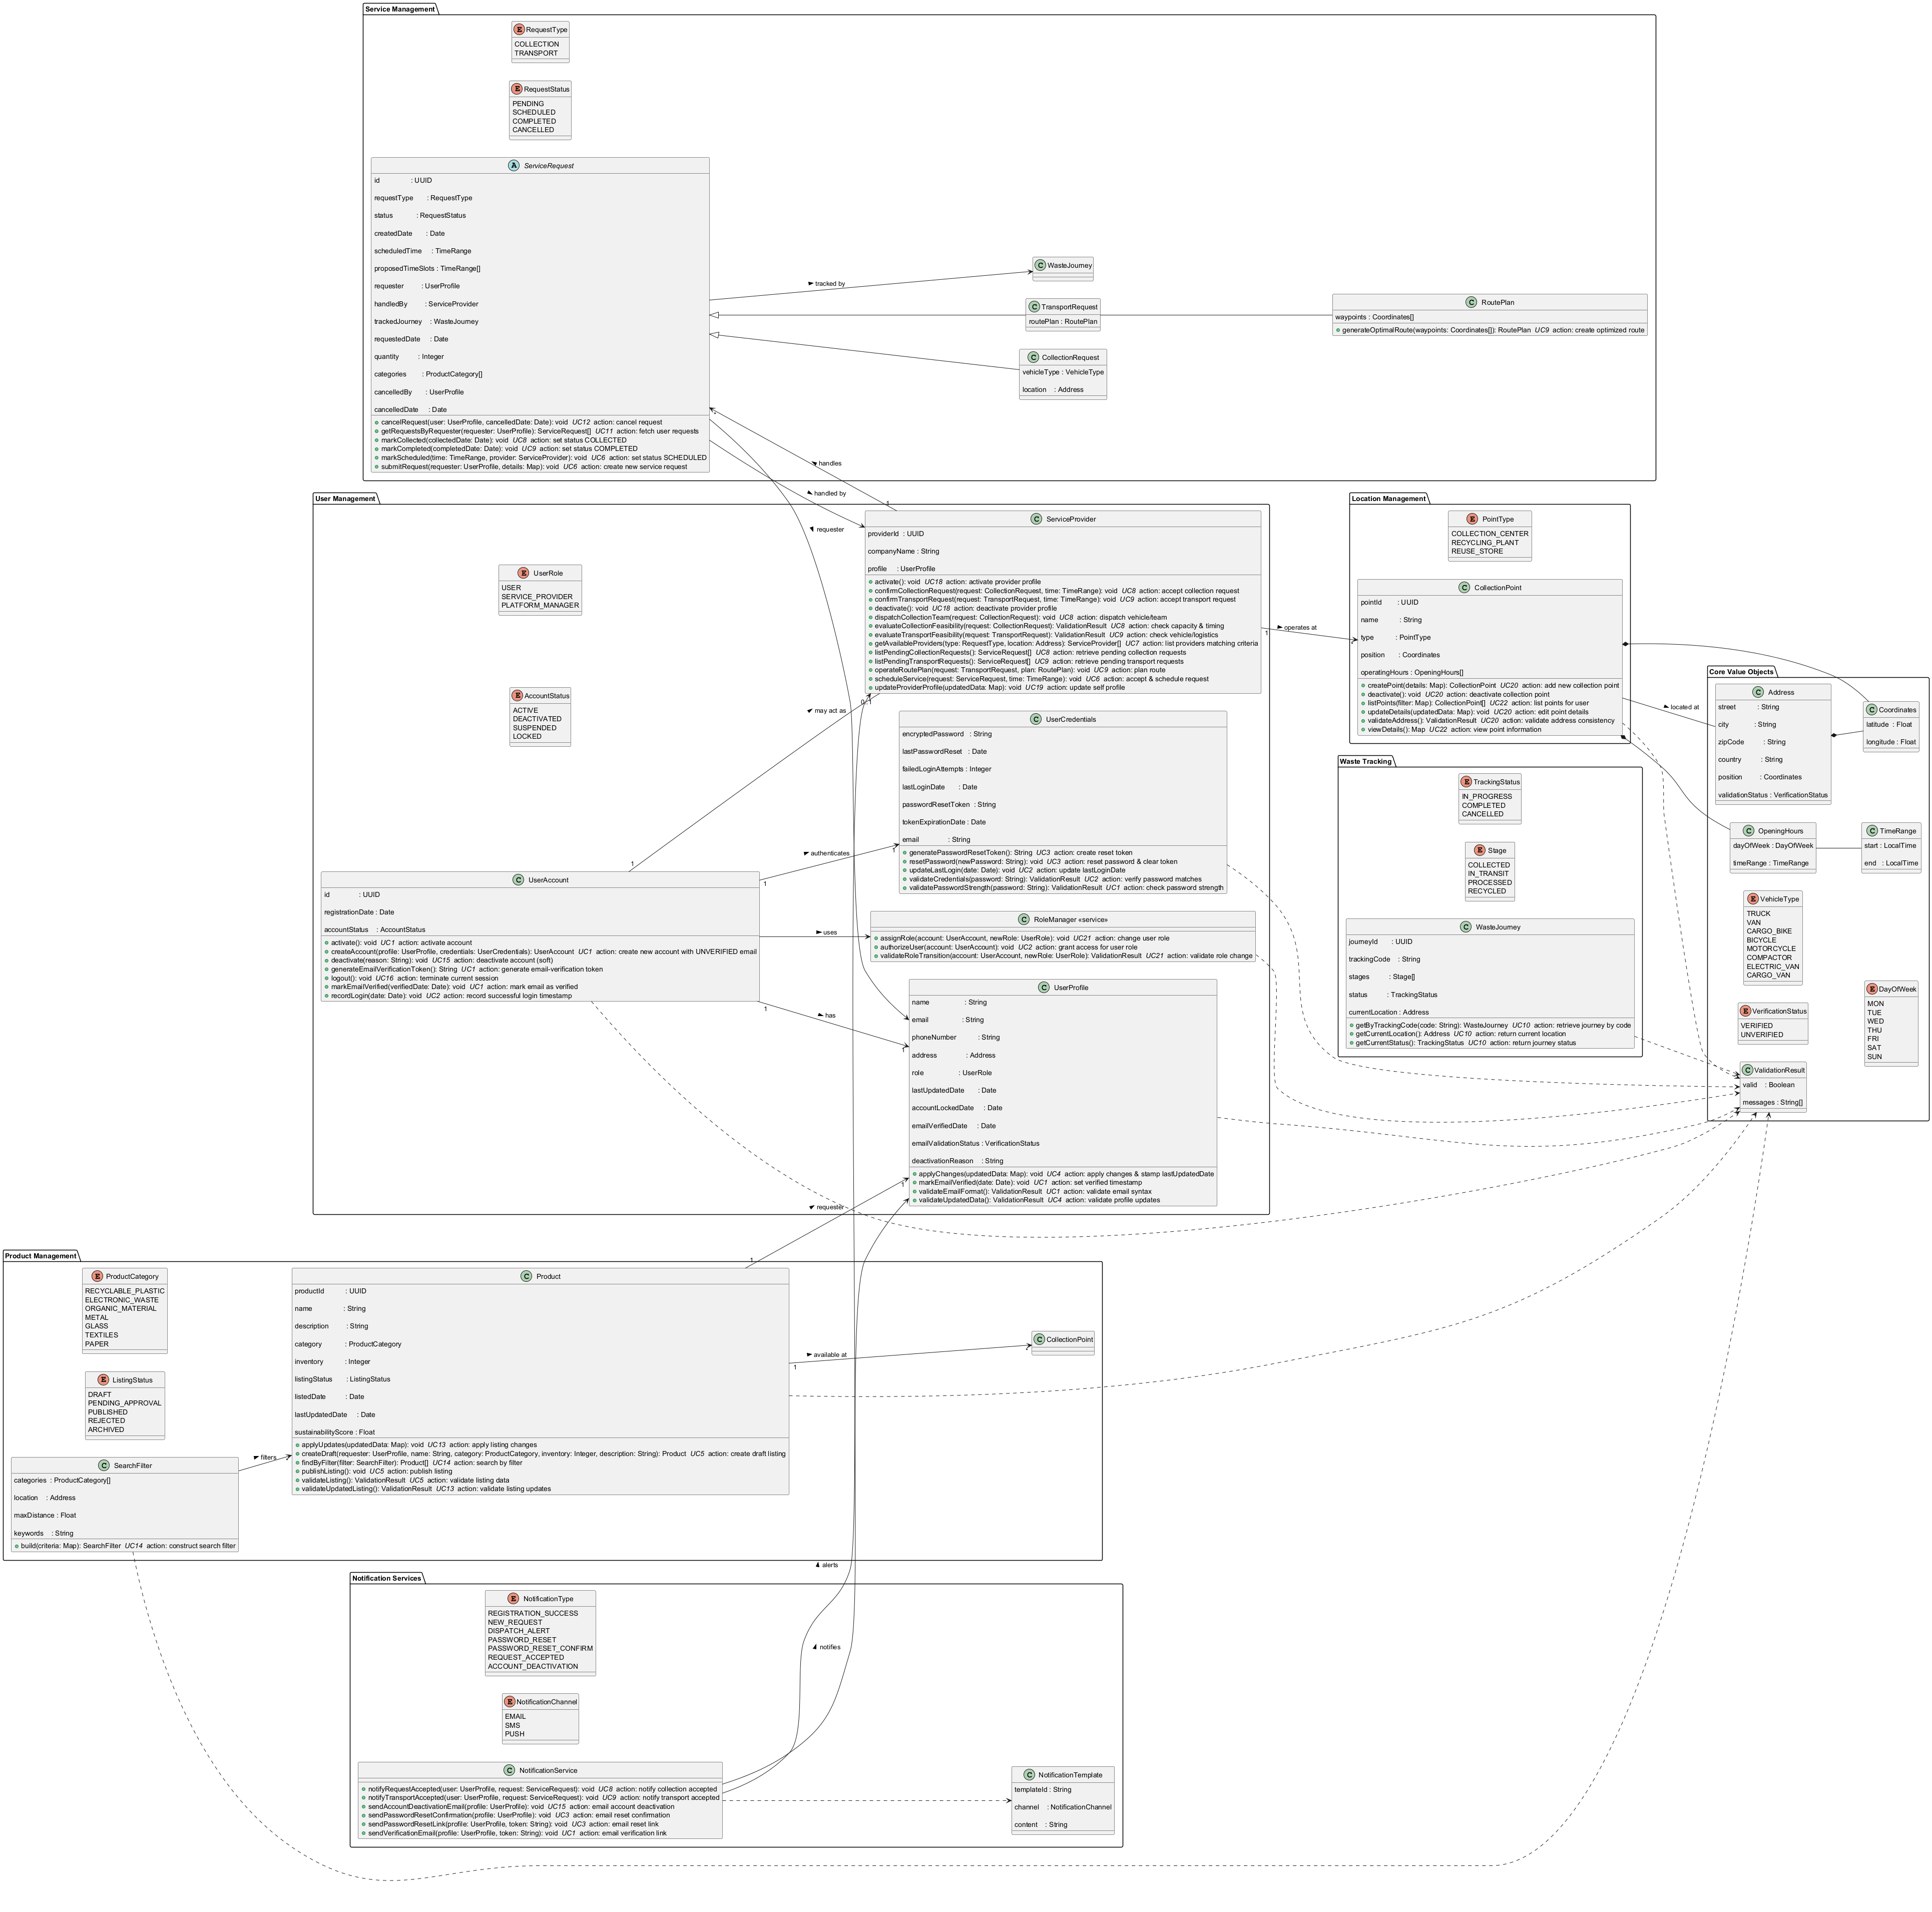 Service Management
RequestType
COLLECTION
TRANSPORT
RequestStatus
PENDING
SCHEDULED
COMPLETED
CANCELLED
ServiceRequest
id : UUID
requestType : RequestType
status : RequestStatus
createdDate : Date
scheduledTime : TimeRange
proposedTimeSlots : TimeRange[]
requester : UserProfile
handledBy : ServiceProvider
trackedJourney : WasteJourney
requestedDate : Date
quantity : Integer
categories : ProductCategory[]
cancelledBy : UserProfile
cancelledDate : Date
cancelRequest(user: UserProfile, cancelledDate: Date): void UC12 action: cancel request
getRequestsByRequester(requester: UserProfile): ServiceRequest[] UC11 action: fetch user requests
markCollected(collectedDate: Date): void UC8 action: set status COLLECTED
markCompleted(completedDate: Date): void UC9 action: set status COMPLETED
markScheduled(time: TimeRange, provider: ServiceProvider): void UC6 action: set status SCHEDULED
submitRequest(requester: UserProfile, details: Map): void UC6 action: create new service request
tracked by
WasteJourney
TransportRequest
routePlan : RoutePlan
CollectionRequest
vehicleType : VehicleType
location : Address
RoutePlan
waypoints : Coordinates[]
generateOptimalRoute(waypoints: Coordinates[]): RoutePlan UC9 action: create optimized route
*
handles
1
handled by
requester
User Management
UserRole
USER
SERVICE_PROVIDER
PLATFORM_MANAGER
AccountStatus
ACTIVE
DEACTIVATED
SUSPENDED
LOCKED
ServiceProvider
providerId : UUID
companyName : String
profile : UserProfile
activate(): void UC18 action: activate provider profile
confirmCollectionRequest(request: CollectionRequest, time: TimeRange): void UC8 action: accept collection request
confirmTransportRequest(request: TransportRequest, time: TimeRange): void UC9 action: accept transport request
deactivate(): void UC18 action: deactivate provider profile
dispatchCollectionTeam(request: CollectionRequest): void UC8 action: dispatch vehicle/team
evaluateCollectionFeasibility(request: CollectionRequest): ValidationResult UC8 action: check capacity & timing
evaluateTransportFeasibility(request: TransportRequest): ValidationResult UC9 action: check vehicle/logistics
getAvailableProviders(type: RequestType, location: Address): ServiceProvider[] UC7 action: list providers matching criteria
listPendingCollectionRequests(): ServiceRequest[] UC8 action: retrieve pending collection requests
listPendingTransportRequests(): ServiceRequest[] UC9 action: retrieve pending transport requests
operateRoutePlan(request: TransportRequest, plan: RoutePlan): void UC9 action: plan route
scheduleService(request: ServiceRequest, time: TimeRange): void UC6 action: accept & schedule request
updateProviderProfile(updatedData: Map): void UC19 action: update self profile
may act as
1
UserCredentials
encryptedPassword : String
lastPasswordReset : Date
failedLoginAttempts : Integer
lastLoginDate : Date
passwordResetToken : String
tokenExpirationDate : Date
email : String
generatePasswordResetToken(): String UC3 action: create reset token
resetPassword(newPassword: String): void UC3 action: reset password & clear token
updateLastLogin(date: Date): void UC2 action: update lastLoginDate
validateCredentials(password: String): ValidationResult UC2 action: verify password matches
validatePasswordStrength(password: String): ValidationResult UC1 action: check password strength
authenticates
1
1
UserAccount
id : UUID
registrationDate : Date
accountStatus : AccountStatus
activate(): void UC1 action: activate account
createAccount(profile: UserProfile, credentials: UserCredentials): UserAccount UC1 action: create new account with UNVERIFIED email
deactivate(reason: String): void UC15 action: deactivate account (soft)
generateEmailVerificationToken(): String UC1 action: generate email-verification token
logout(): void UC16 action: terminate current session
markEmailVerified(verifiedDate: Date): void UC1 action: mark email as verified
recordLogin(date: Date): void UC2 action: record successful login timestamp
uses
RoleManager «service»
assignRole(account: UserAccount, newRole: UserRole): void UC21 action: change user role
authorizeUser(account: UserAccount): void UC2 action: grant access for user role
validateRoleTransition(account: UserAccount, newRole: UserRole): ValidationResult UC21 action: validate role change
1
has
1
UserProfile
name : String
email : String
phoneNumber : String
address : Address
role : UserRole
lastUpdatedDate : Date
accountLockedDate : Date
emailVerifiedDate : Date
emailValidationStatus : VerificationStatus
deactivationReason : String
applyChanges(updatedData: Map): void UC4 action: apply changes & stamp lastUpdatedDate
markEmailVerified(date: Date): void UC1 action: set verified timestamp
validateEmailFormat(): ValidationResult UC1 action: validate email syntax
validateUpdatedData(): ValidationResult UC4 action: validate profile updates
1
requester
1
Location Management
PointType
COLLECTION_CENTER
RECYCLING_PLANT
REUSE_STORE
operates at
1
*
CollectionPoint
pointId : UUID
name : String
type : PointType
position : Coordinates
operatingHours : OpeningHours[]
createPoint(details: Map): CollectionPoint UC20 action: add new collection point
deactivate(): void UC20 action: deactivate collection point
listPoints(filter: Map): CollectionPoint[] UC22 action: list points for user
updateDetails(updatedData: Map): void UC20 action: edit point details
validateAddress(): ValidationResult UC20 action: validate address consistency
viewDetails(): Map UC22 action: view point information
located at
Waste Tracking
TrackingStatus
IN_PROGRESS
COMPLETED
CANCELLED
Stage
COLLECTED
IN_TRANSIT
PROCESSED
RECYCLED
WasteJourney
journeyId : UUID
trackingCode : String
stages : Stage[]
status : TrackingStatus
currentLocation : Address
getByTrackingCode(code: String): WasteJourney UC10 action: retrieve journey by code
getCurrentLocation(): Address UC10 action: return current location
getCurrentStatus(): TrackingStatus UC10 action: return journey status
Core Value Objects
Address
street : String
city : String
zipCode : String
country : String
position : Coordinates
validationStatus : VerificationStatus
Coordinates
latitude : Float
longitude : Float
OpeningHours
dayOfWeek : DayOfWeek
timeRange : TimeRange
TimeRange
start : LocalTime
end : LocalTime
VehicleType
TRUCK
VAN
CARGO_BIKE
BICYCLE
MOTORCYCLE
COMPACTOR
ELECTRIC_VAN
CARGO_VAN
DayOfWeek
MON
TUE
WED
THU
FRI
SAT
SUN
VerificationStatus
VERIFIED
UNVERIFIED
ValidationResult
valid : Boolean
messages : String[]
Product Management
ProductCategory
RECYCLABLE_PLASTIC
ELECTRONIC_WASTE
ORGANIC_MATERIAL
METAL
GLASS
TEXTILES
PAPER
ListingStatus
DRAFT
PENDING_APPROVAL
PUBLISHED
REJECTED
ARCHIVED
SearchFilter
categories : ProductCategory[]
location : Address
maxDistance : Float
keywords : String
build(criteria: Map): SearchFilter UC14 action: construct search filter
filters
Product
productId : UUID
name : String
description : String
category : ProductCategory
inventory : Integer
listingStatus : ListingStatus
listedDate : Date
lastUpdatedDate : Date
sustainabilityScore : Float
applyUpdates(updatedData: Map): void UC13 action: apply listing changes
createDraft(requester: UserProfile, name: String, category: ProductCategory, inventory: Integer, description: String): Product UC5 action: create draft listing
findByFilter(filter: SearchFilter): Product[] UC14 action: search by filter
publishListing(): void UC5 action: publish listing
validateListing(): ValidationResult UC5 action: validate listing data
validateUpdatedListing(): ValidationResult UC13 action: validate listing updates
available at
1
*
CollectionPoint
alerts
notifies
Notification Services
NotificationType
REGISTRATION_SUCCESS
NEW_REQUEST
DISPATCH_ALERT
PASSWORD_RESET
PASSWORD_RESET_CONFIRM
REQUEST_ACCEPTED
ACCOUNT_DEACTIVATION
NotificationChannel
EMAIL
SMS
PUSH
NotificationService
notifyRequestAccepted(user: UserProfile, request: ServiceRequest): void UC8 action: notify collection accepted
notifyTransportAccepted(user: UserProfile, request: ServiceRequest): void UC9 action: notify transport accepted
sendAccountDeactivationEmail(profile: UserProfile): void UC15 action: email account deactivation
sendPasswordResetConfirmation(profile: UserProfile): void UC3 action: email reset confirmation
sendPasswordResetLink(profile: UserProfile, token: String): void UC3 action: email reset link
sendVerificationEmail(profile: UserProfile, token: String): void UC1 action: email verification link
NotificationTemplate
templateId : String
channel : NotificationChannel
content : String